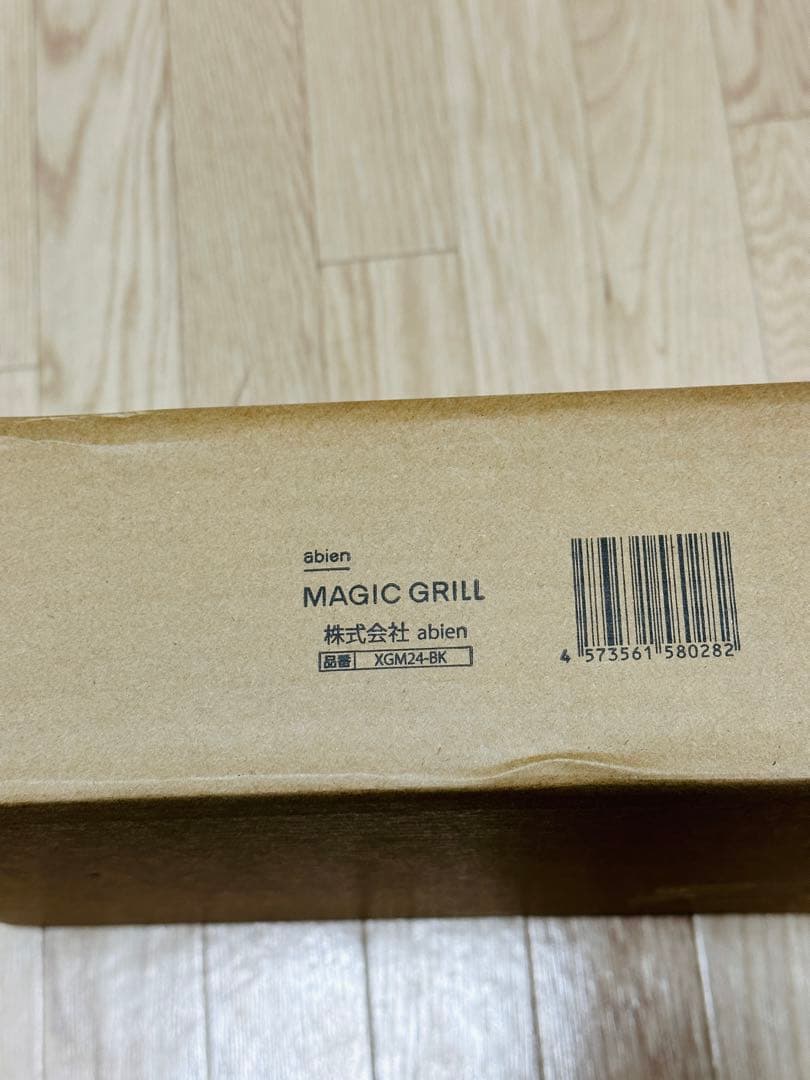 abien
MAGIC GRILL
株式会社 abien
品番 XGM24-BK
4 573561 580282